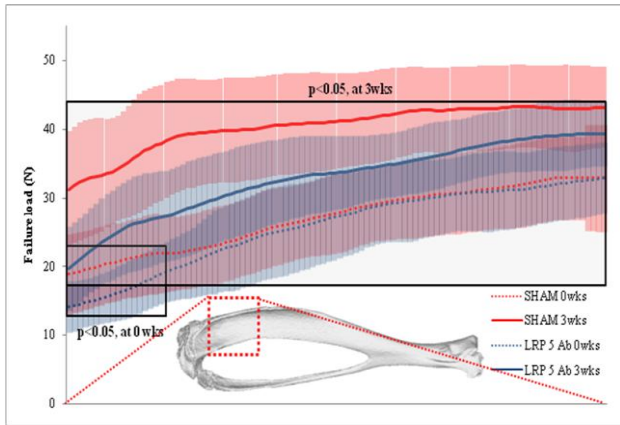 50
p<0.05, at 3wks
40
Failure load (N)
30
20
p<0.05, at 0wks
10
0
SHAM 0wks
SHAM 3wks
LRP 5 Ab 0wks
LRP 5 Ab 3wks